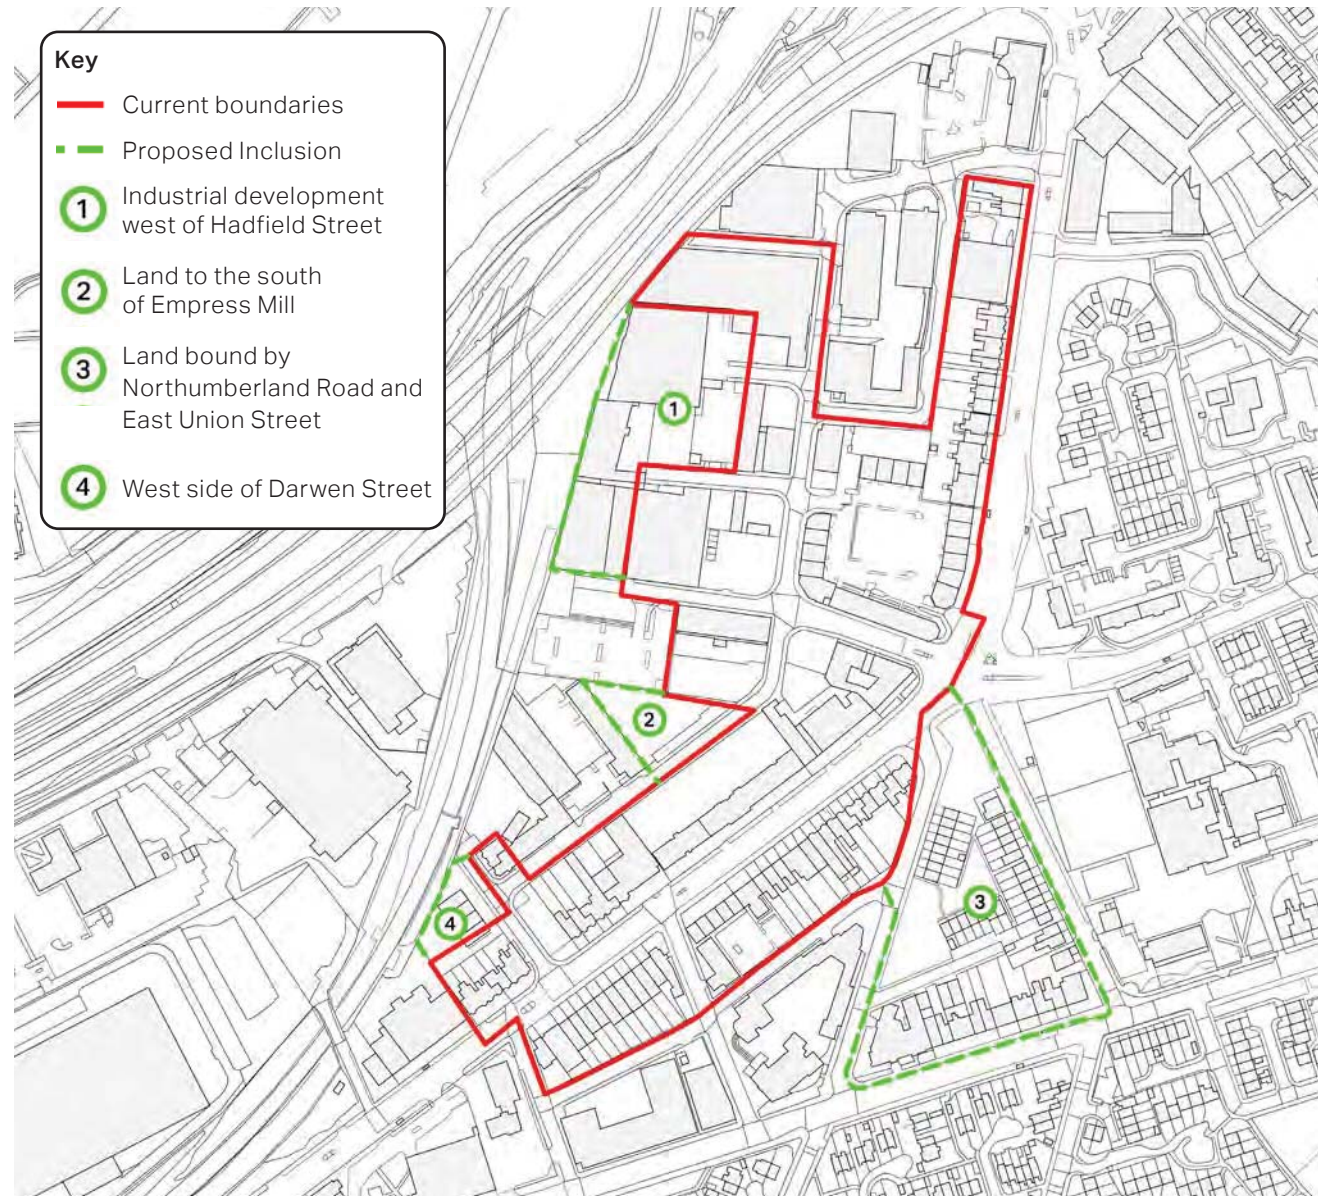 Key
Current boundaries
Proposed Inclusion
1
Industrial development
west of Hadfield Street
2
Land to the south
of Empress Mill
3
Land bound by
Northumberland Road and
East Union Street
4
West side of Darwen Street
1
2
3
4